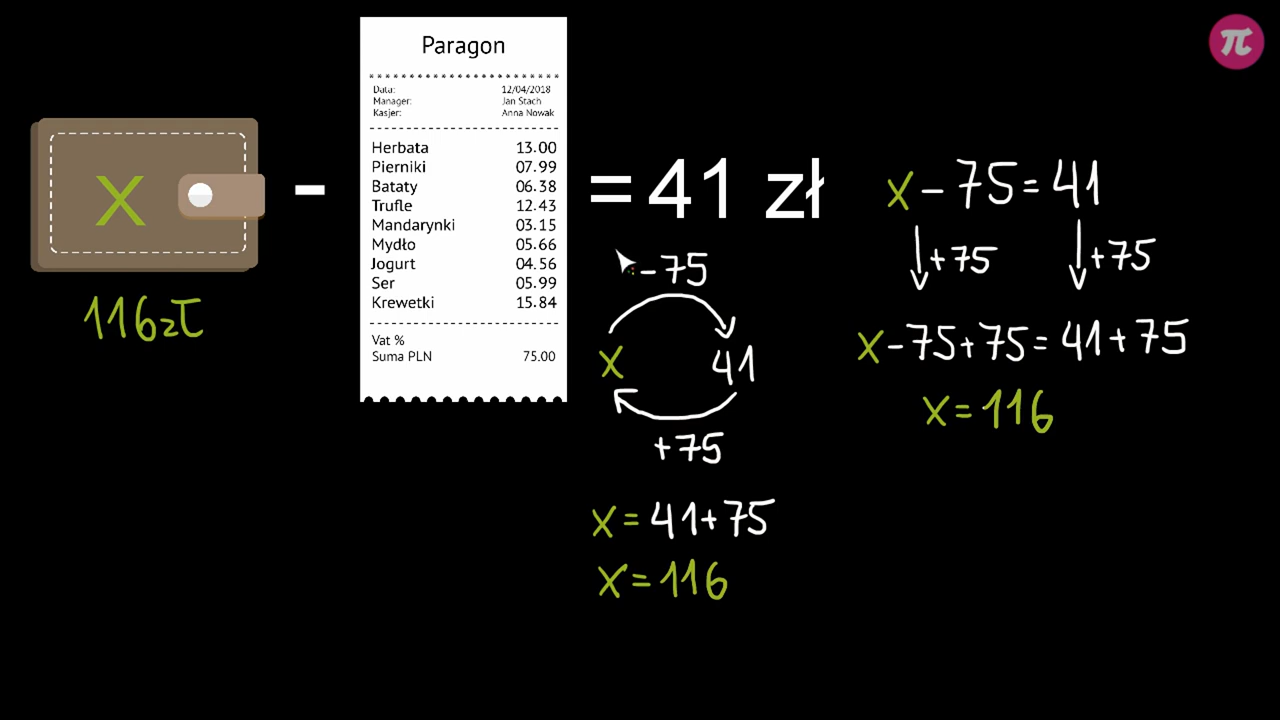 π
Paragon
Data: 12/04/2018
Manager: Jan Stach
Kasjer: Anna Nowak
Herbata 13.00
Pierniki 07.99
Bataty 06.38
Trufle 12.43
Mandarynki 03.15
Mydło 05.66
Jogurt 04.56
Ser 05.99
Krewetki 15.84
Vat %
Suma PLN 75.00
x
-
= 41 zł
116zł
-75
x 41
+75
x = 41+75
x = 116
x - 75 = 41
+75 +75
x - 75 + 75 = 41 + 75
x = 116